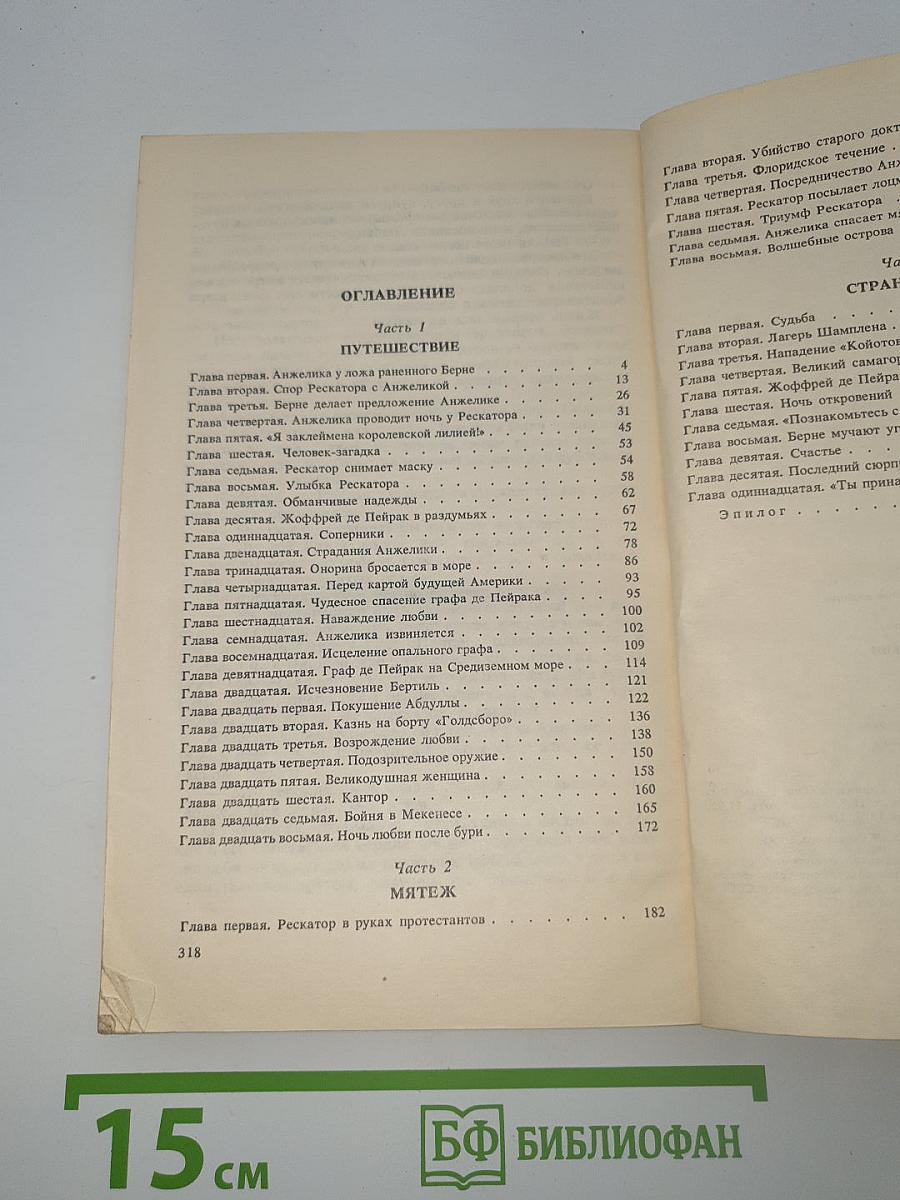 ОГЛАВЛЕНИЕ
Часть 1
ПУТЕШЕСТВИЕ
Глава первая. Анжелика у ложа раненного Берне . . . . . . . 4
Глава вторая. Спор Рескатора с Анжеликой . . . . . . . . . 13
Глава третья. Берне делает предложение Анжелике . . . . . . 26
Глава четвертая. Анжелика проводит ночь у Рескатора . . . . . 31
Глава пятая. «Я заклеймена королевской лилией!» . . . . . . . 45
Глава шестая. Человек-загадка . . . . . . . . . . . . 53
Глава седьмая. Рескатор снимает маску . . . . . . . . . 54
Глава восьмая. Улыбка Рескатора . . . . . . . . . . . 58
Глава девятая. Обманчивые надежды . . . . . . . . . . 62
Глава десятая. Жоффрей де Пейрак в раздумьях . . . . . . . 67
Глава одиннадцатая. Соперники . . . . . . . . . . . . 72
Глава двенадцатая. Страдания Анжелики . . . . . . . . . 78
Глава тринадцатая. Онорина бросается в море . . . . . . . 86
Глава четырнадцатая. Перед картой будущей Америки . . . . . 93
Глава пятнадцатая. Чудесное спасение графа де Пейрака . . . . 95
Глава шестнадцатая. Наваждение любви . . . . . . . . . 100
Глава семнадцатая. Анжелика извиняется . . . . . . . . . 102
Глава восемнадцатая. Исцеление опального графа . . . . . . . 109
Глава девятнадцатая. Граф де Пейрак на Средиземном море . . . 114
Глава двадцатая. Исчезновение Бертиль . . . . . . . . . . 121
Глава двадцать первая. Покушение Абдуллы . . . . . . . . . 122
Глава двадцать вторая. Казнь на борту «Голдсборо» . . . . . . 136
Глава двадцать третья. Возрождение любви . . . . . . . . . 138
Глава двадцать четвертая. Подозрительное оружие . . . . . . . 150
Глава двадцать пятая. Великодушная женщина . . . . . . . . 158
Глава двадцать шестая. Кантор . . . . . . . . . . . . . 160
Глава двадцать седьмая. Бойня в Мекенесе . . . . . . . . . 165
Глава двадцать восьмая. Ночь любви после бури . . . . . . . 172
Часть 2
МЯТЕЖ
Глава первая. Рескатор в руках протестантов . . . . . . . . 182
318
Глава вторая. Убийство старого докт
Глава третья. Флоридское течение .
Глава четвертая. Посредничество Анж
Глава пятая. Рескатор посылает лоцм
Глава шестая. Триумф Рескатора .
Глава седьмая. Анжелика спасает мя
Глава восьмая. Волшебные острова
Ча
СТРАН
Глава первая. Судьба . . . .
Глава вторая. Лагерь Шамплена .
Глава третья. Нападение «Койотов
Глава четвертая. Великий самагор
Глава пятая. Жоффрей де Пейра
Глава шестая. Ночь откровений
Глава седьмая. «Познакомьтесь с
Глава восьмая. Берне мучают уг
Глава девятая. Счастье . . .
Глава десятая. Последний сюрп
Глава одиннадцатая. «Ты прина
Эпилог . . . . . .
15 см
БФ БИБЛИОФАН